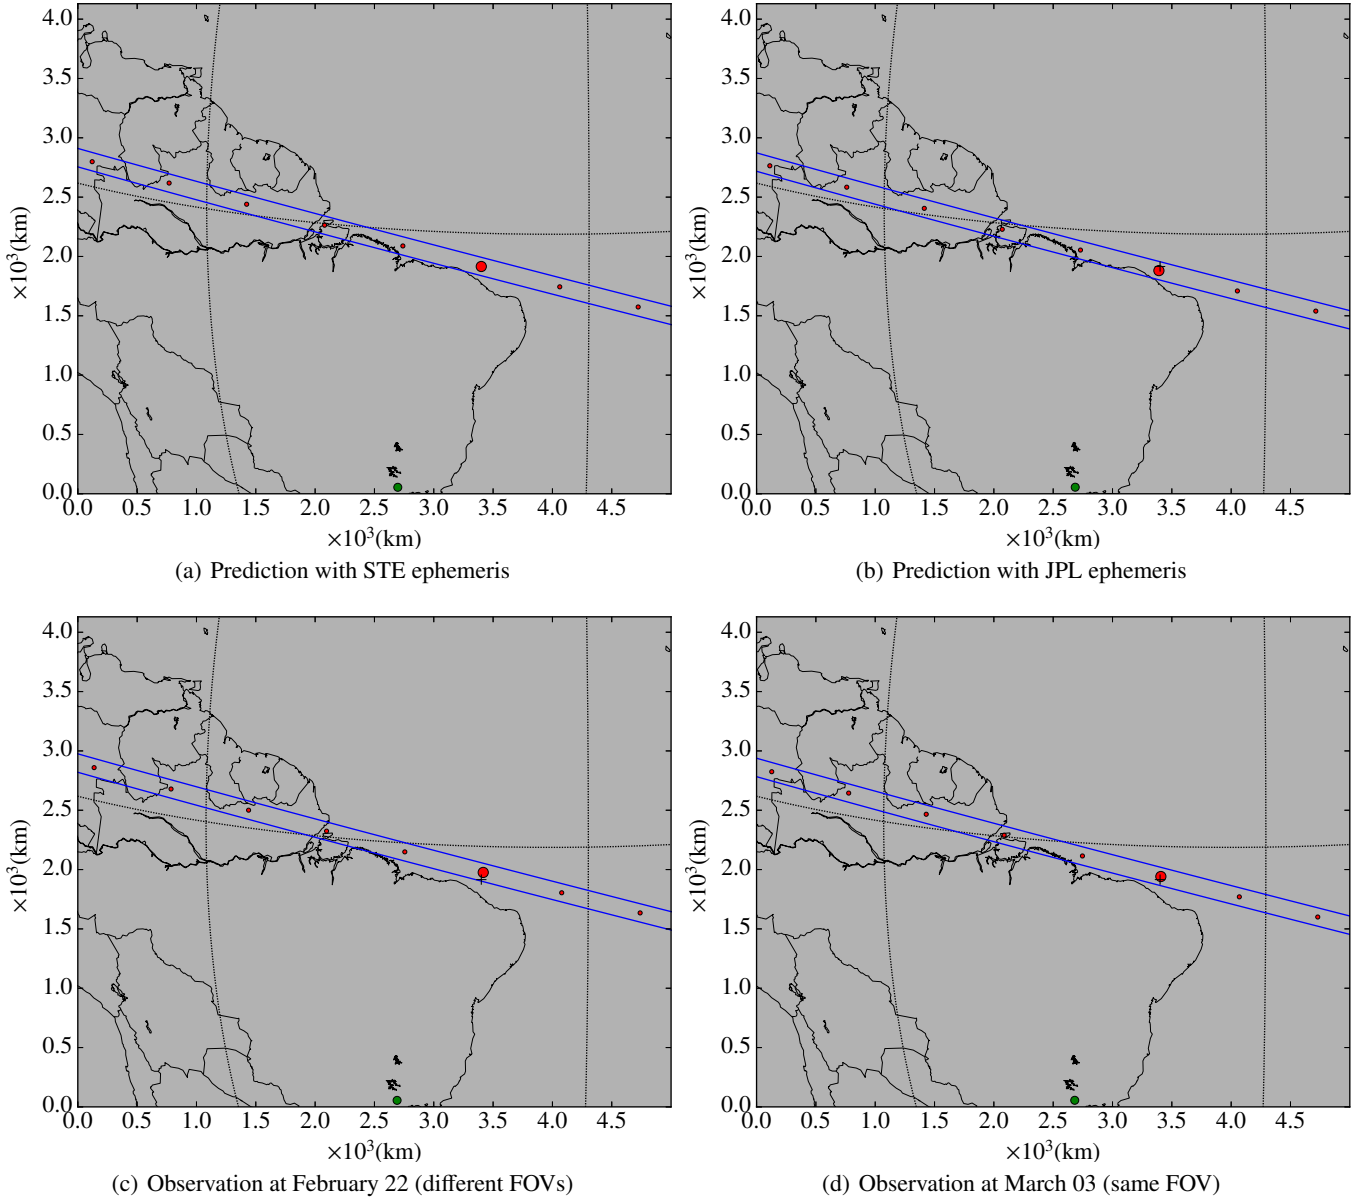 4.0
3.5
3.0
2.5
2.0
1.5
1.0
0.5
0.0
×10³(km)
0.0 0.5 1.0 1.5 2.0 2.5 3.0 3.5 4.0 4.5
×10³(km)
(a) Prediction with STE ephemeris
4.0
3.5
3.0
2.5
2.0
1.5
1.0
0.5
0.0
×10³(km)
0.0 0.5 1.0 1.5 2.0 2.5 3.0 3.5 4.0 4.5
×10³(km)
(b) Prediction with JPL ephemeris
4.0
3.5
3.0
2.5
2.0
1.5
1.0
0.5
0.0
×10³(km)
0.0 0.5 1.0 1.5 2.0 2.5 3.0 3.5 4.0 4.5
×10³(km)
(c) Observation at February 22 (different FOVs)
4.0
3.5
3.0
2.5
2.0
1.5
1.0
0.5
0.0
×10³(km)
0.0 0.5 1.0 1.5 2.0 2.5 3.0 3.5 4.0 4.5
×10³(km)
(d) Observation at March 03 (same FOV)